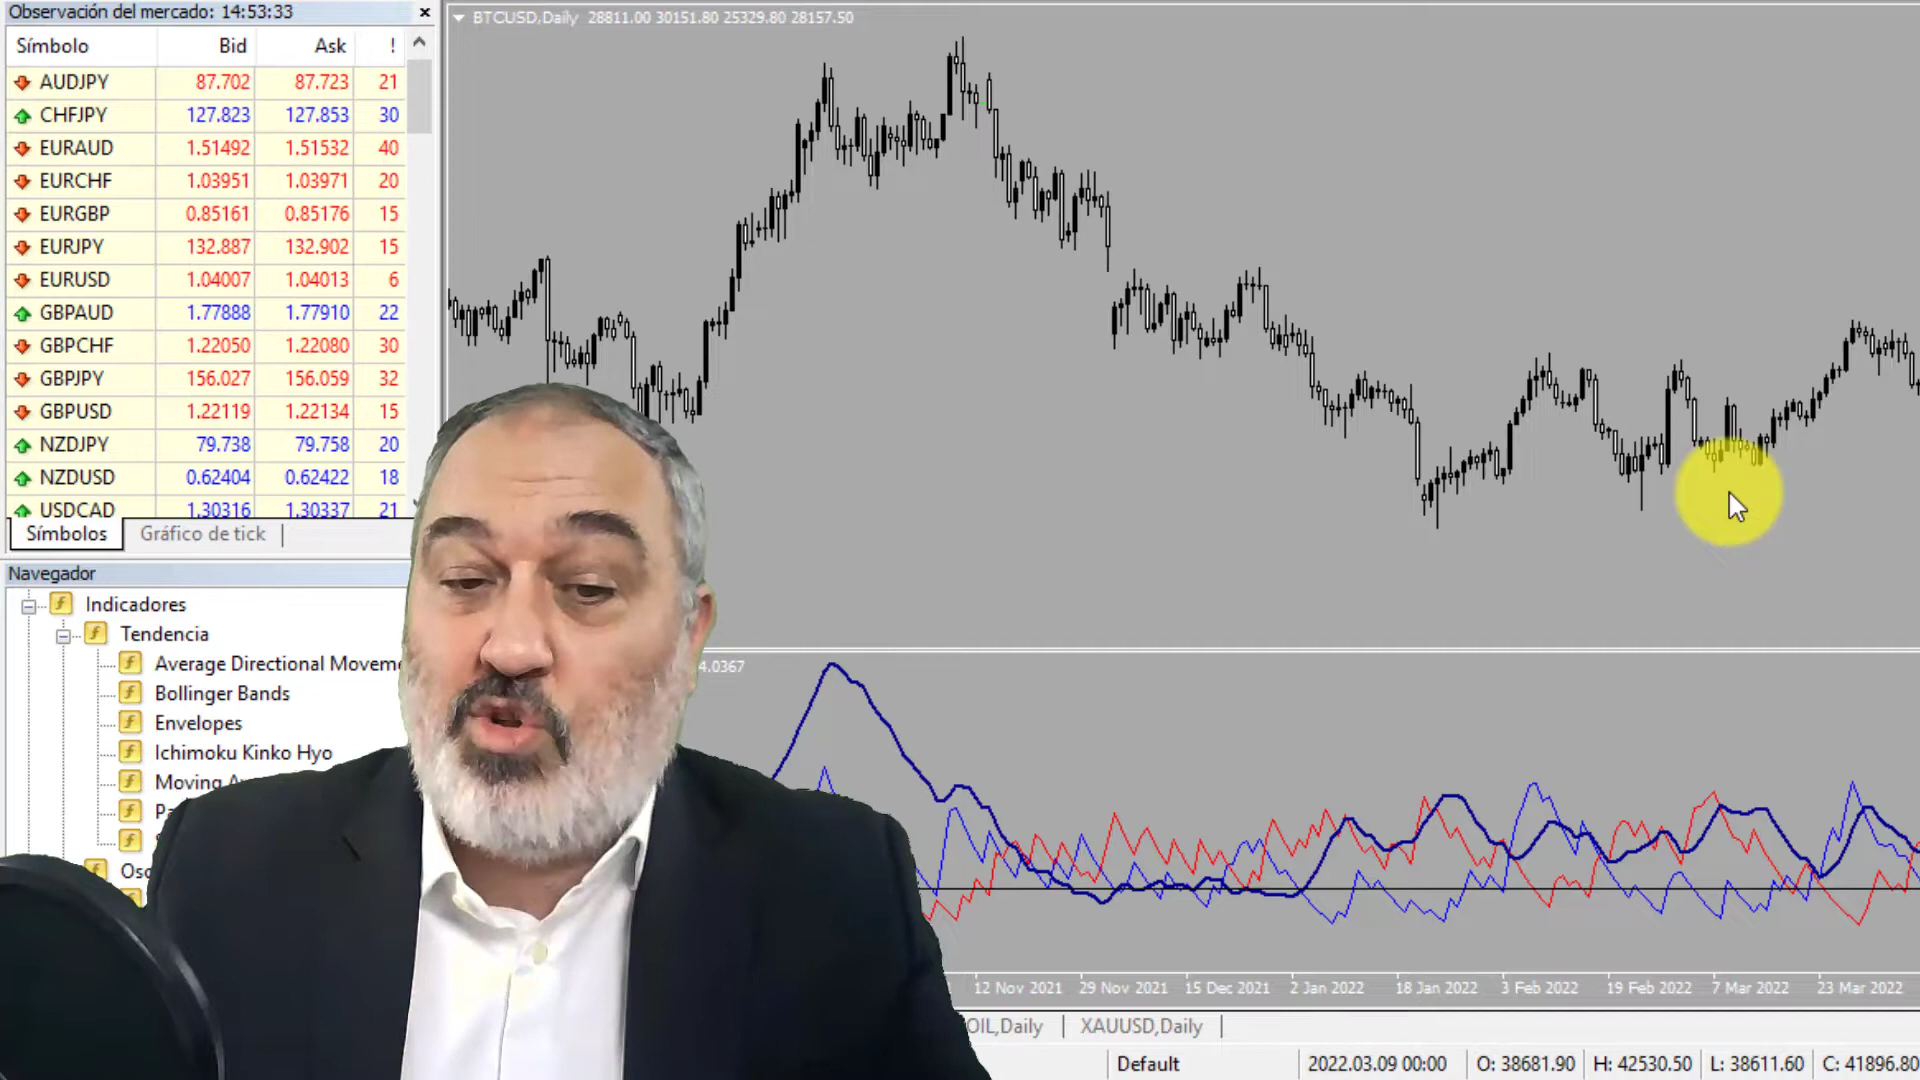 Observación del mercado: 14:53:33
Símbolo Bid Ask !
AUDJPY 87.702 87.723 21
CHFJPY 127.823 127.853 30
EURAUD 1.51492 1.51532 40
EURCHF 1.03951 1.03971 20
EURGBP 0.85161 0.85176 15
EURJPY 132.887 132.902 15
EURUSD 1.04007 1.04013 6
GBPAUD 1.77888 1.77910 22
GBPCHF 1.22050 1.22080 30
GBPJPY 156.027 156.059 32
GBPUSD 1.22119 1.22134 15
NZDJPY 79.738 79.758 20
NZDUSD 0.62404 0.62422 18
USDCAD 1.30316 1.30337 21
Símbolos Gráfico de tick
Navegador
Indicadores
Tendencia
Average Directional Moveme
Bollinger Bands
Envelopes
Ichimoku Kinko Hyo
Moving
BTCUSD,Daily 28811.00 30151.80 25329.80 28157.50
4.0367
12 Nov 2021 29 Nov 2021 15 Dec 2021 2 Jan 2022 18 Jan 2022 3 Feb 2022 19 Feb 2022 7 Mar 2022 23 Mar 2022
OIL,Daily XAUUSD,Daily
Default 2022.03.09 00:00 O: 38681.90 H: 42530.50 L: 38611.60 C: 41896.80